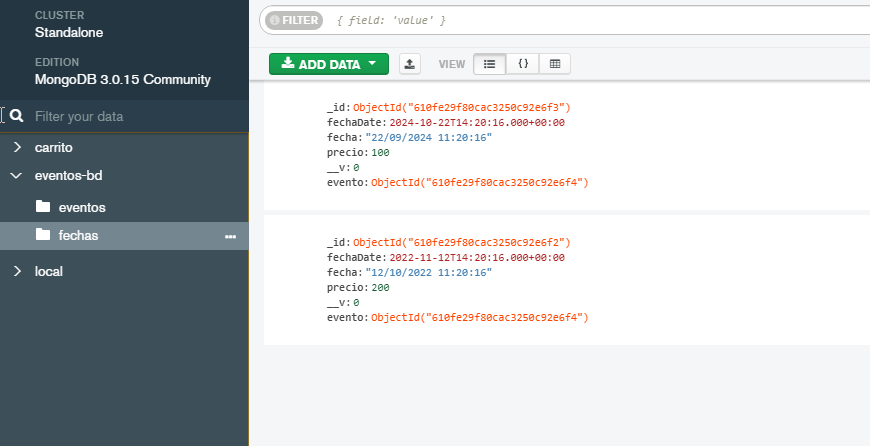 CLUSTER
Standalone
EDITION
MongoDB 3.0.15 Community
Filter your data
carrito
eventos-bd
eventos
fechas
local
FILTER { field: 'value' }
ADD DATA VIEW {}
_id: ObjectId("610fe29f80cac3250c92e6f3")
fechaDate: 2024-10-22T14:20:16.000+00:00
fecha: "22/09/2024 11:20:16"
precio: 100
__v: 0
evento: ObjectId("610fe29f80cac3250c92e6f4")
_id: ObjectId("610fe29f80cac3250c92e6f2")
fechaDate: 2022-11-12T14:20:16.000+00:00
fecha: "12/10/2022 11:20:16"
precio: 200
__v: 0
evento: ObjectId("610fe29f80cac3250c92e6f4")